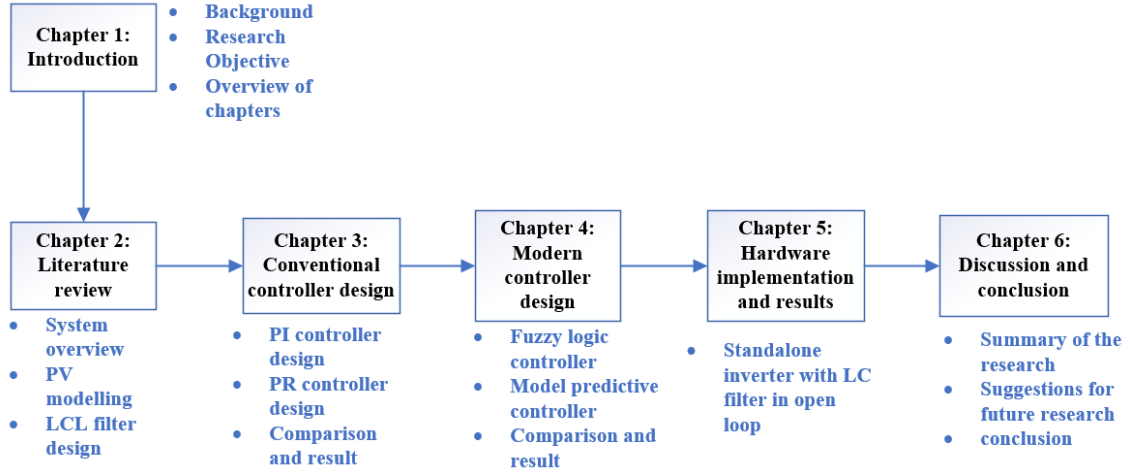 Chapter 1:
Introduction
• Background
• Research
Objective
• Overview of
chapters
Chapter 2:
Literature
review
• System
overview
• PV
modelling
• LCL filter
design
Chapter 3:
Conventional
controller design
• PI controller
design
• PR controller
design
• Comparison
and result
Chapter 4:
Modern
controller
design
• Fuzzy logic
controller
• Model predictive
controller
• Comparison and
result
Chapter 5:
Hardware
implementation
and results
• Standalone
inverter with LC
filter in open
loop
Chapter 6:
Discussion and
conclusion
• Summary of the
research
• Suggestions for
future research
• conclusion